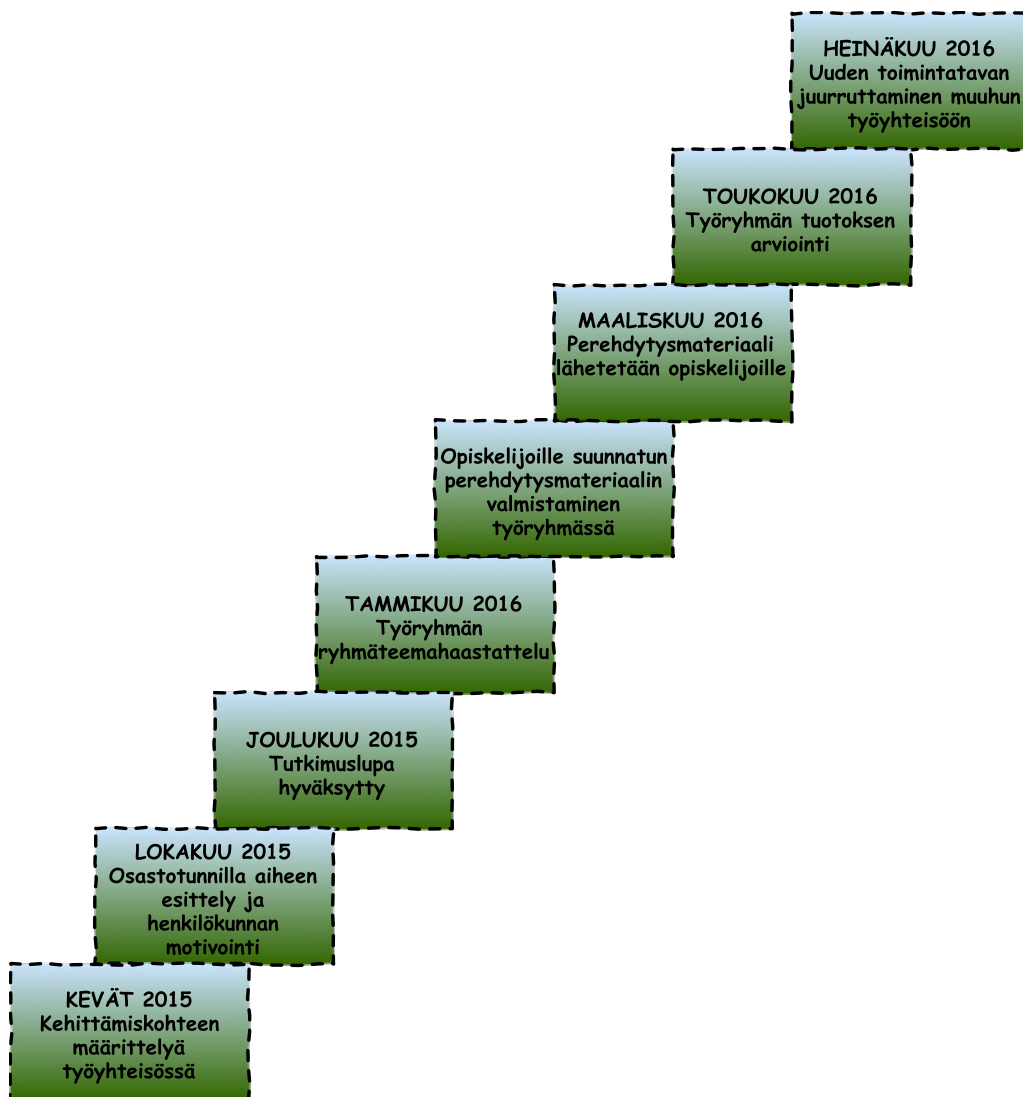 HEINÄKUU 2016
Uuden toimintatavan
juurruttaminen muuhun
työyhteisöön
TOUKOKUU 2016
Työryhmän tuotoksen
arviointi
MAALISKUU 2016
Perehdytysmateriaali
lähetetään opiskelijoille
Opiskelijoille suunnatun
perehdytysmateriaalin
valmistaminen
työryhmässä
TAMMIKUU 2016
Työryhmän
ryhmäteemahaastattelu
JOULUKUU 2015
Tutkimuslupa
hyväksytty
LOKAKUU 2015
Osastotunnilla aiheen
esittely ja
henkilökunnan
motivointi
KEVÄT 2015
Kehittämiskohteen
määrittelyä
työyhteisössä